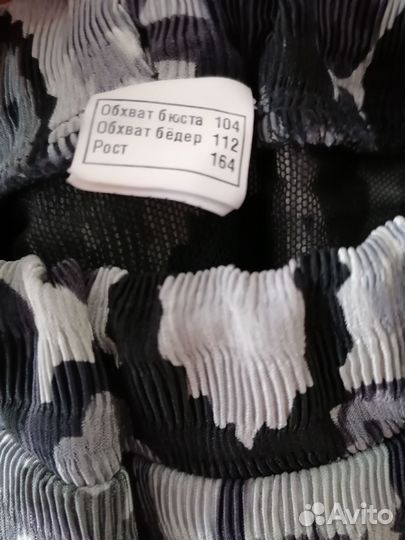 Обхват бюста 104
Обхват бёдер 112
Рост 164
Avito